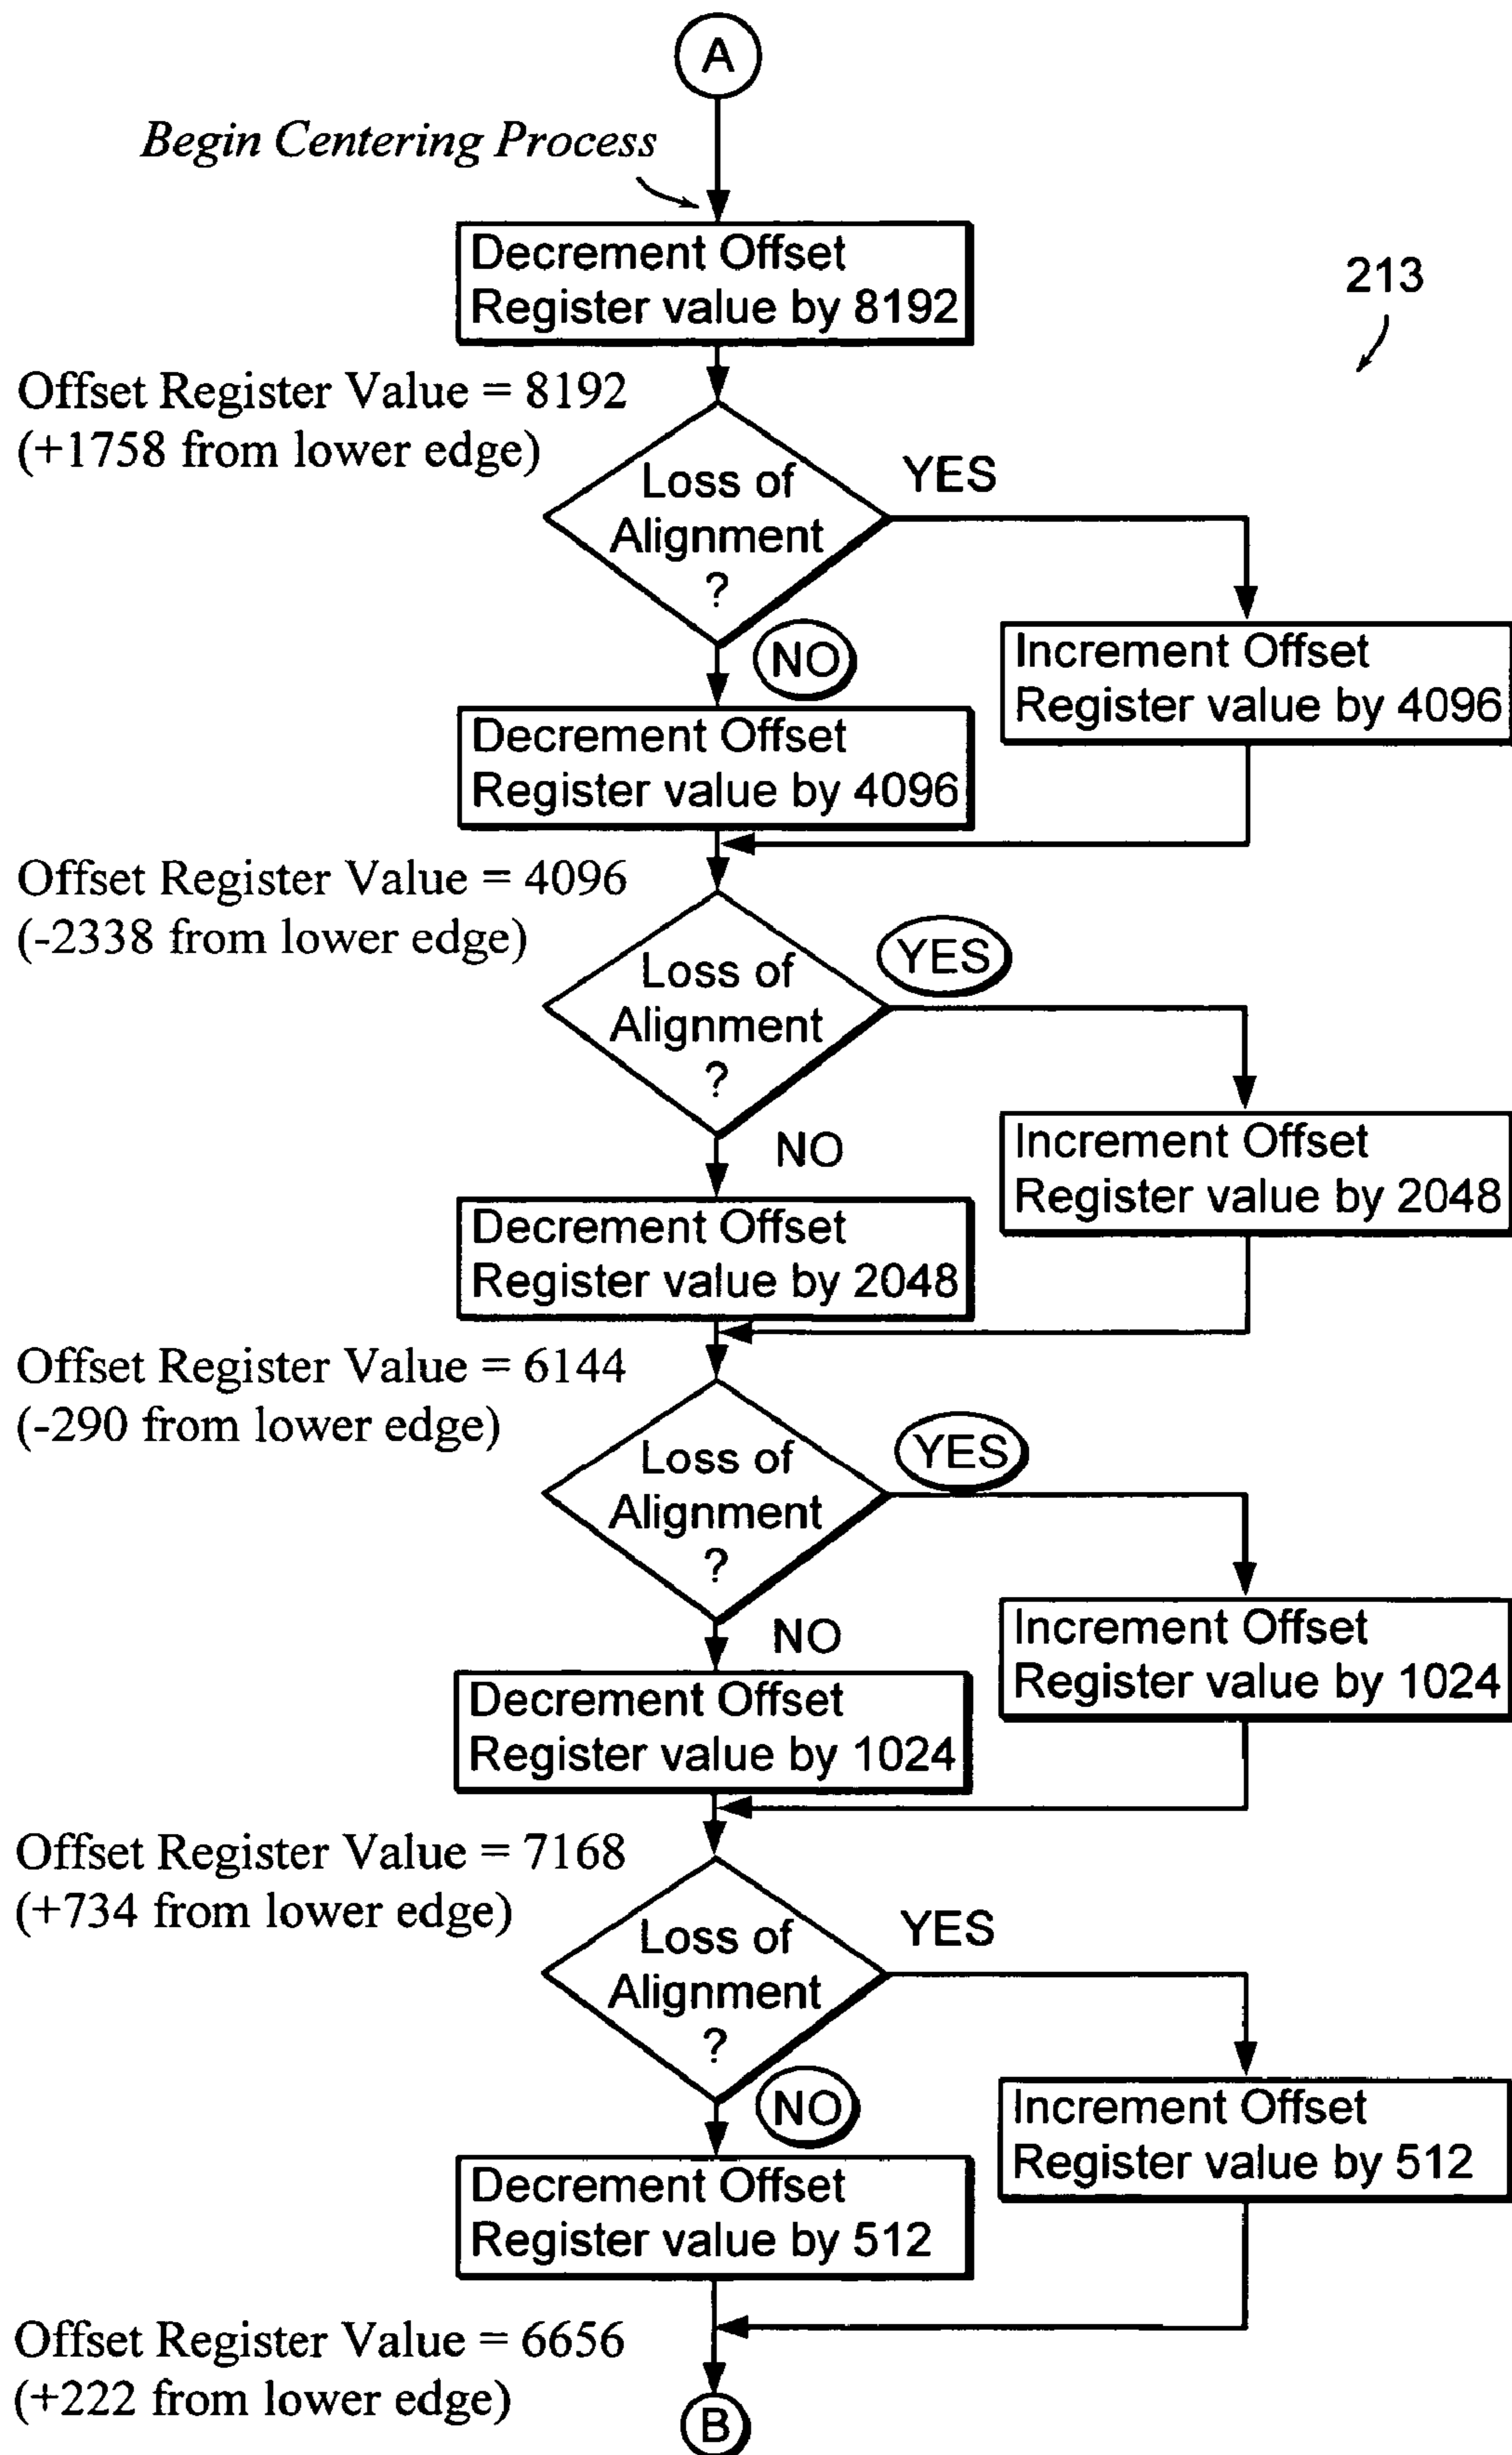 A
Begin Centering Process
Decrement Offset
Register value by 8192
213
Offset Register Value = 8192
(+1758 from lower edge)
Loss of
Alignment
?
YES
NO
Increment Offset
Register value by 4096
Decrement Offset
Register value by 4096
Offset Register Value = 4096
(-2338 from lower edge)
Loss of
Alignment
?
YES
NO
Increment Offset
Register value by 2048
Decrement Offset
Register value by 2048
Offset Register Value = 6144
(-290 from lower edge)
Loss of
Alignment
?
YES
NO
Increment Offset
Register value by 1024
Decrement Offset
Register value by 1024
Offset Register Value = 7168
(+734 from lower edge)
Loss of
Alignment
?
YES
NO
Increment Offset
Register value by 512
Decrement Offset
Register value by 512
Offset Register Value = 6656
(+222 from lower edge)
B